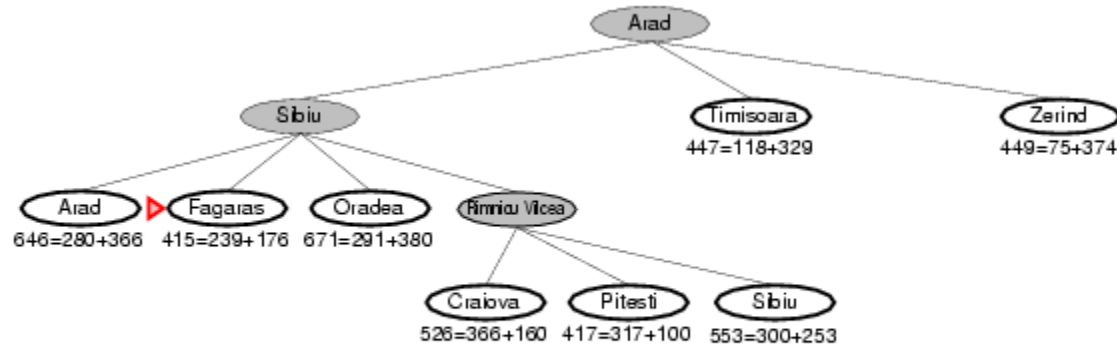 Arad
Sibiu
Timisoara
Zerind
447=118+329
449=75+374
Arad
Fagaras
Oradea
Rimnicu Vilcea
646=280+366
415=239+176
671=291+380
Craiova
Pitesti
Sibiu
526=366+160
417=317+100
553=300+253